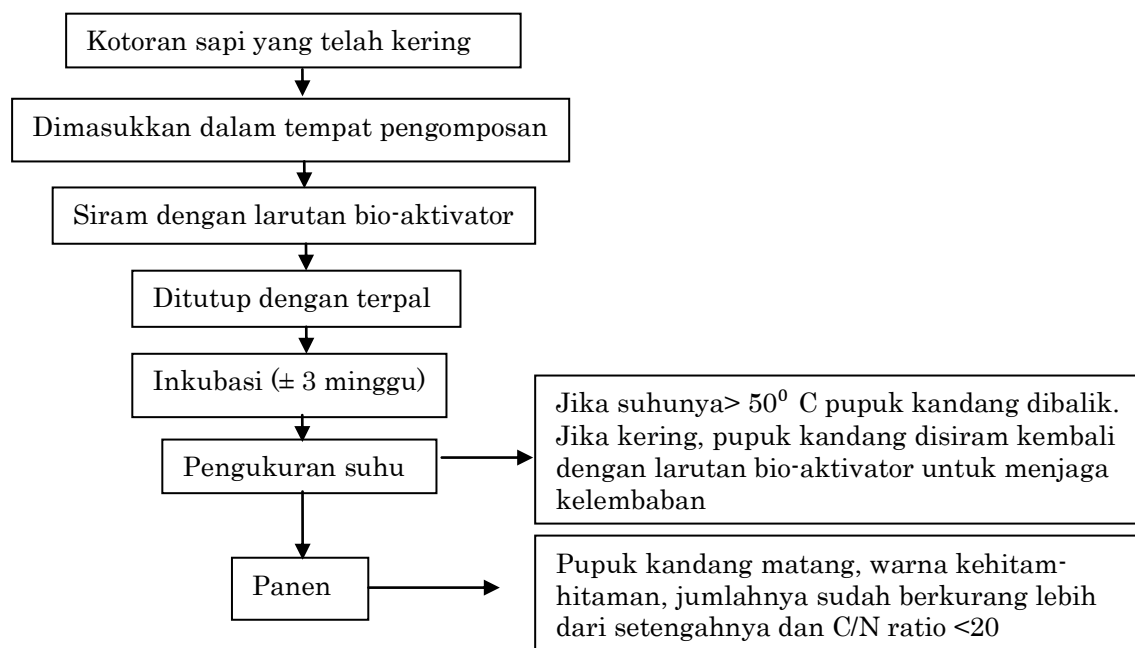 Kotoran sapi yang telah kering
Dimasukkan dalam tempat pengomposan
Siram dengan larutan bio-aktivator
Ditutup dengan terpal
Inkubasi (± 3 minggu)
Pengukuran suhu
Jika suhunya> 50⁰ C pupuk kandang dibalik.
Jika kering, pupuk kandang disiram kembali
dengan larutan bio-aktivator untuk menjaga
kelembaban
Panen
Pupuk kandang matang, warna kehitam-
hitaman, jumlahnya sudah berkurang lebih
dari setengahnya dan C/N ratio <20